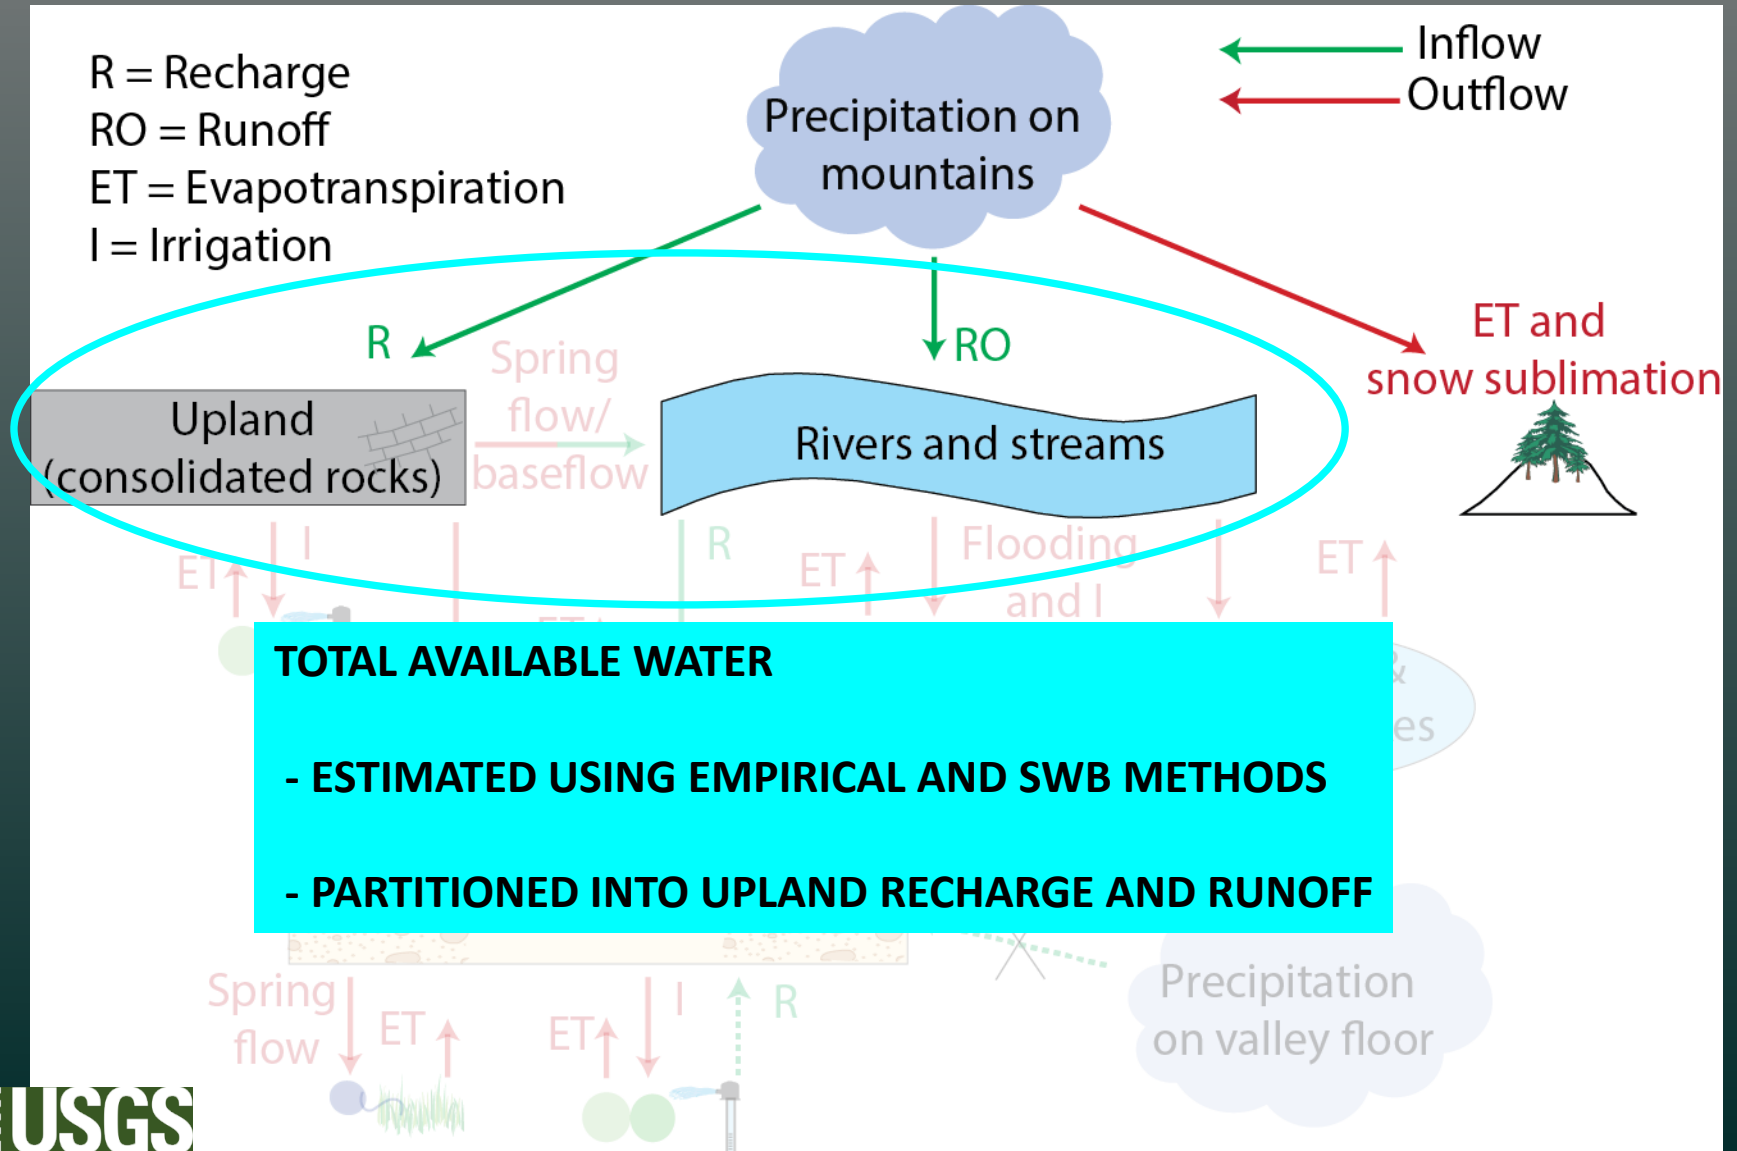 R = Recharge
RO = Runoff
ET = Evapotranspiration
I = Irrigation
Precipitation on
mountains
Inflow
Outflow
R
RO
ET and
snow sublimation
Spring
flow/
baseflow
Upland
(consolidated rocks)
Rivers and streams
ET
I
R
ET
Flooding
and I
ET
TOTAL AVAILABLE WATER
- ESTIMATED USING EMPIRICAL AND SWB METHODS
- PARTITIONED INTO UPLAND RECHARGE AND RUNOFF
&
es
Spring
flow
ET
ET
I
R
Precipitation
on valley floor
USGS